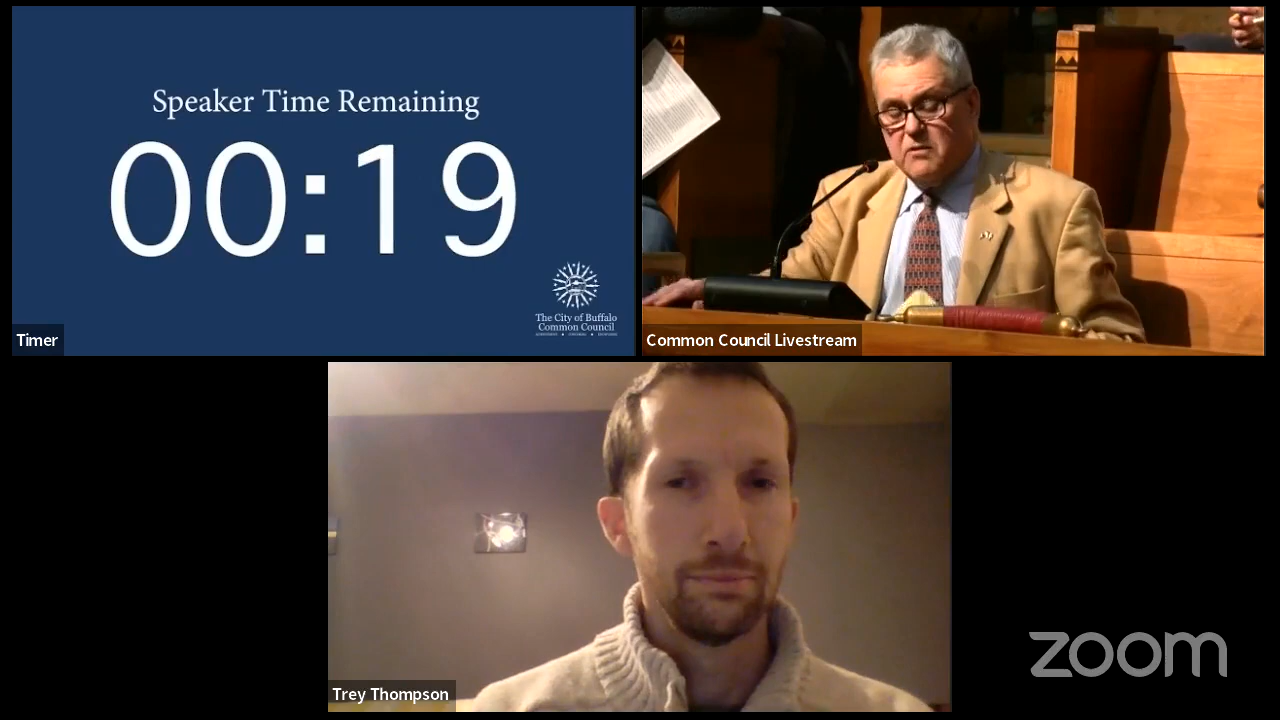 Speaker Time Remaining
00:19
The City of Buffalo
Common Council
Timer
Common Council Livestream
Trey Thompson
zoom